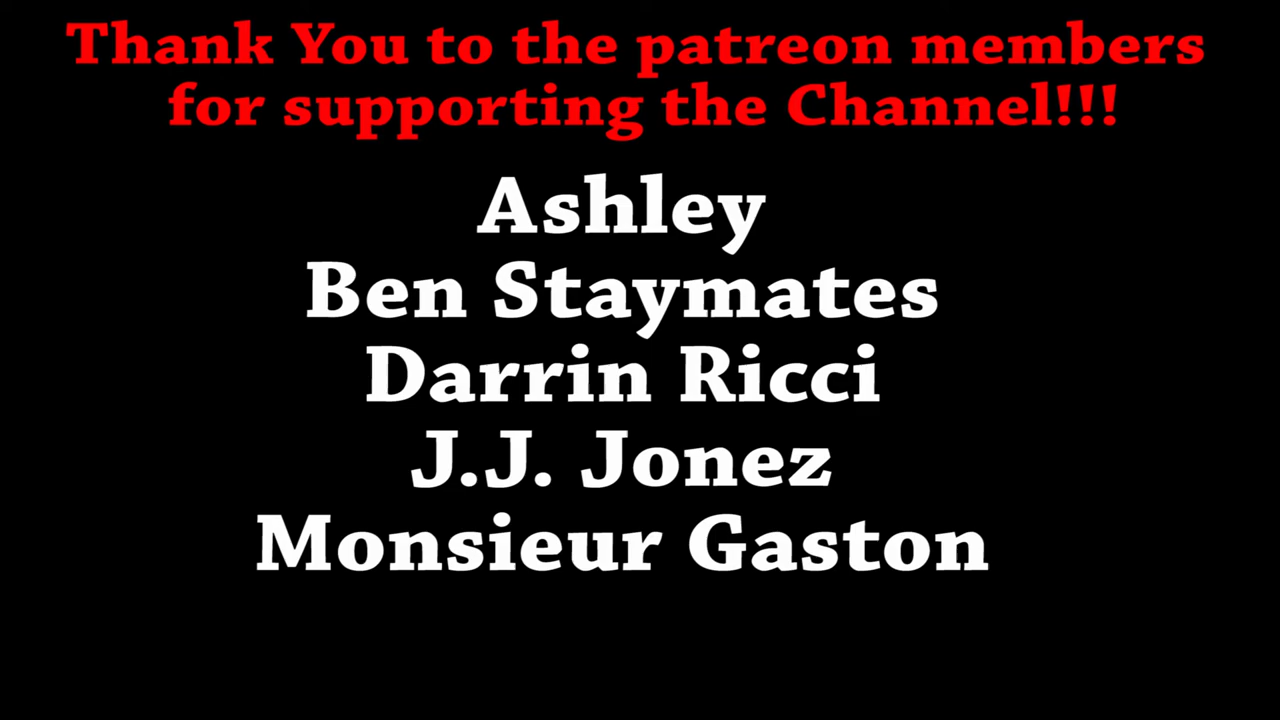 Thank You to the patreon members
for supporting the Channel!!!
Ashley
Ben Staymates
Darrin Ricci
J.J. Jonez
Monsieur Gaston